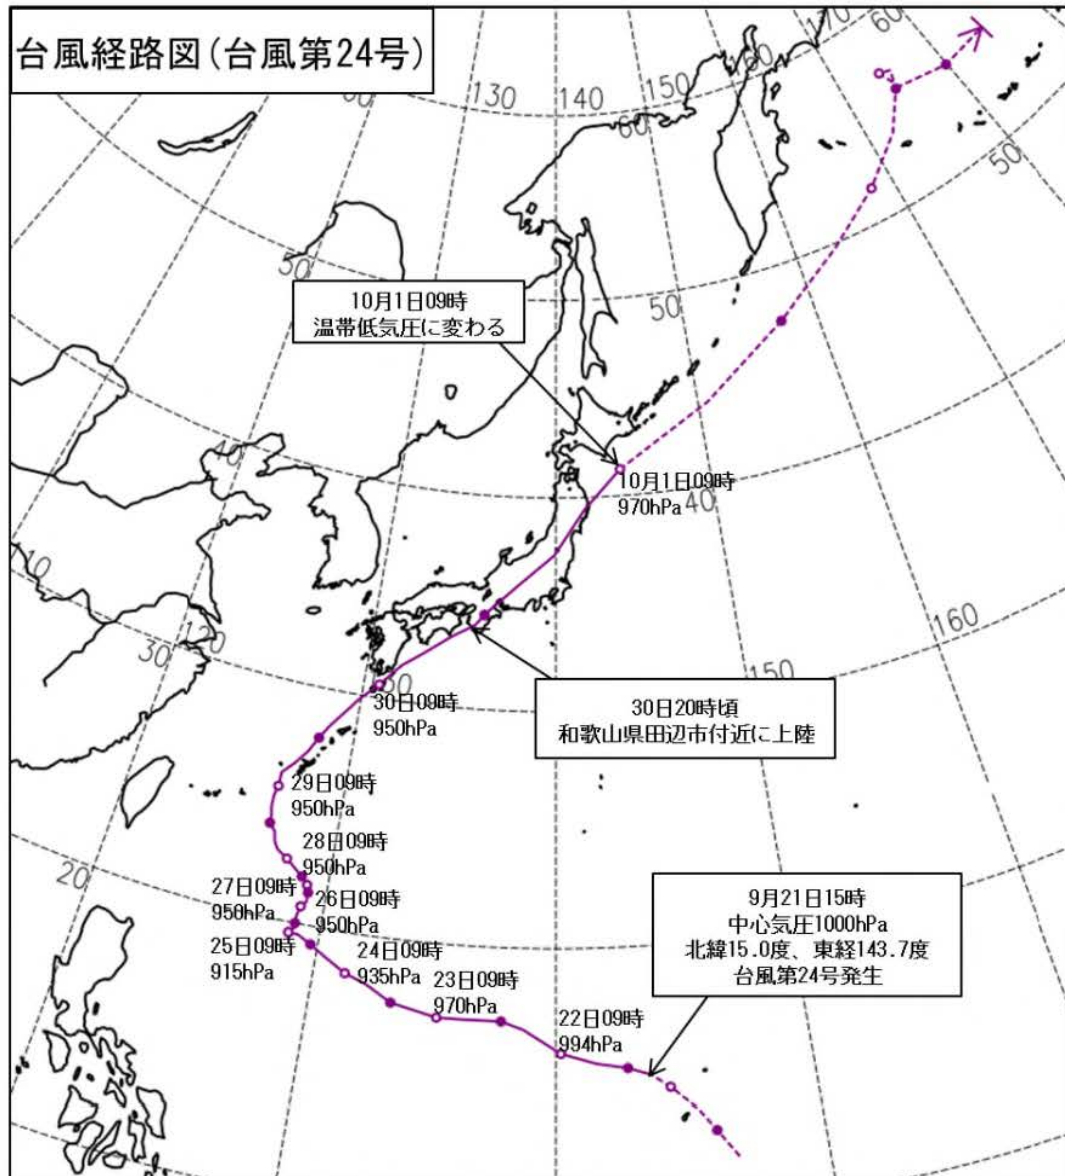 台風経路図(台風第24号)
130
140
150
160
170
60
60
50
50
50
10月1日09時
温帯低気圧に変わる
40
10月1日09時
970hPa
40
110
120
30
30
30日09時
950hPa
30日20時頃
和歌山県田辺市付近に上陸
150
160
29日09時
950hPa
28日09時
950hPa
20
27日09時
950hPa
26日09時
950hPa
25日09時
915hPa
24日09時
935hPa
23日09時
970hPa
22日09時
994hPa
9月21日15時
中心気圧1000hPa
北緯15.0度、東経143.7度
台風第24号発生